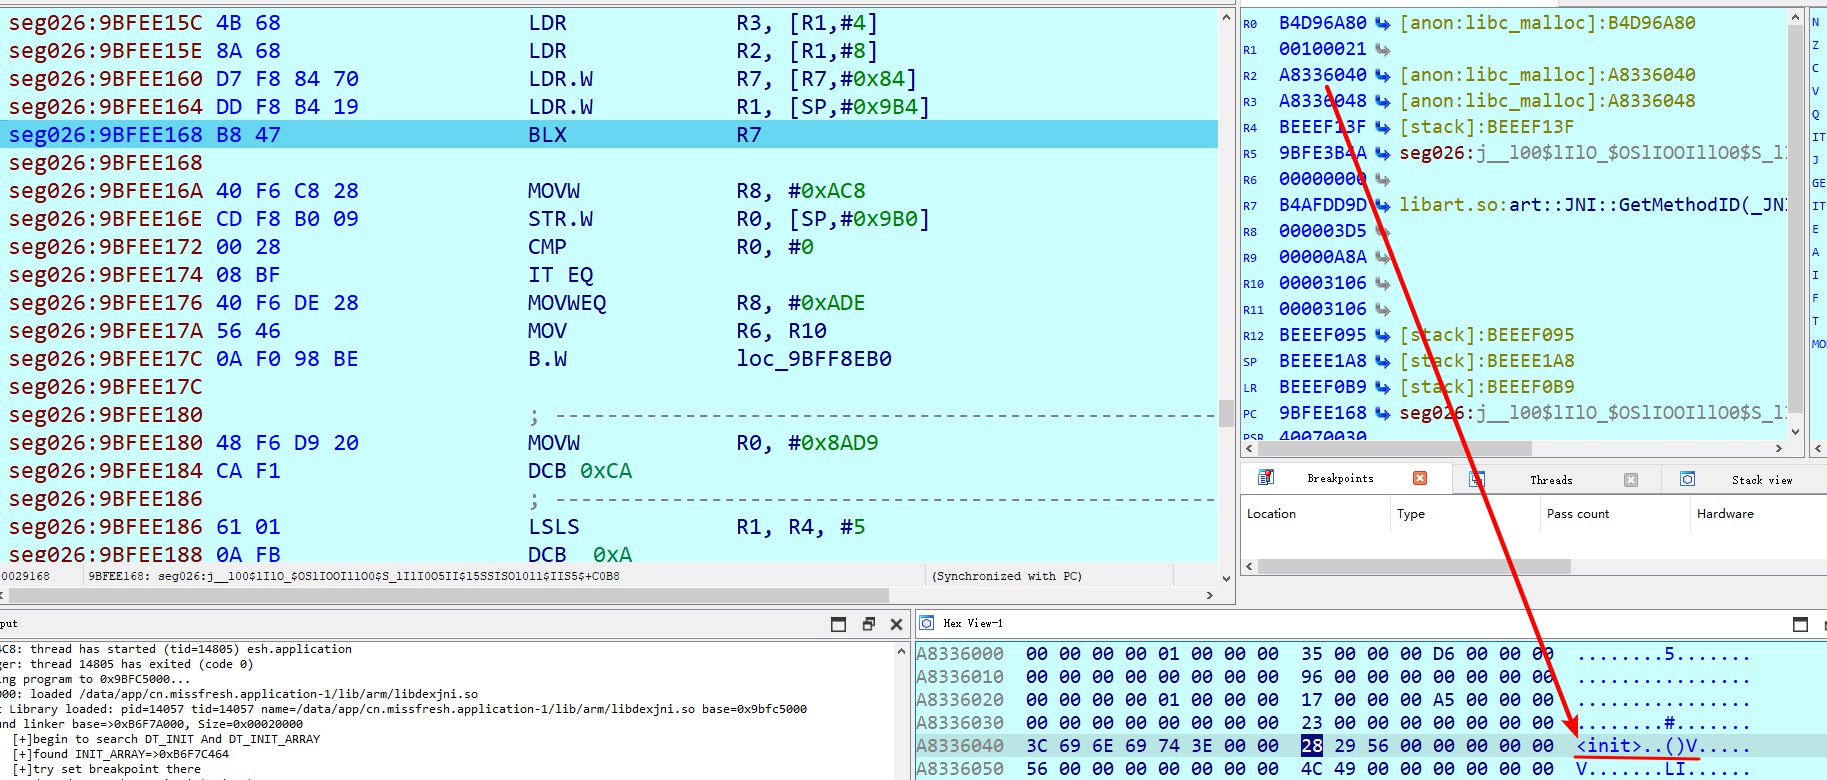 seg026:9BFEE15C 4B 68 LDR R3, [R1,#4]
seg026:9BFEE15E 8A 68 LDR R2, [R1,#8]
seg026:9BFEE160 D7 F8 84 70 LDR.W R7, [R7,#0x84]
seg026:9BFEE164 DD F8 B4 19 LDR.W R1, [SP,#0x9B4]
seg026:9BFEE168 B8 47 BLX R7
seg026:9BFEE168
seg026:9BFEE16A 40 F6 C8 28 MOVW R8, #0xAC8
seg026:9BFEE16E CD F8 B0 09 STR.W R0, [SP,#0x9B0]
seg026:9BFEE172 00 28 CMP R0, #0
seg026:9BFEE174 08 BF IT EQ
seg026:9BFEE176 40 F6 DE 28 MOVWEQ R8, #0xADE
seg026:9BFEE17A 56 46 MOV R6, R10
seg026:9BFEE17C 0A F0 98 BE B.W loc_9BFF8EB0
seg026:9BFEE17C
seg026:9BFEE180 ; ---------------------------------------------------
seg026:9BFEE180 48 F6 D9 20 MOVW R0, #0x8AD9
seg026:9BFEE184 CA F1 DCB 0xCA
seg026:9BFEE186 ; ---------------------------------------------------
seg026:9BFEE186 61 01 LSLS R1, R4, #5
seg026:9BFEE188 0A FB DCB 0xA
0029168 9BFEE168: seg026:j__l00$lIlO_$OSlIOOIllO0$S_lIlI0O5II$l5SSISOl0ll$IIS5$+C0B8 (Synchronized with PC)
R0 B4D96A80 [anon:libc_malloc]:B4D96A80
R1 00100021
R2 A8336040 [anon:libc_malloc]:A8336040
R3 A8336048 [anon:libc_malloc]:A8336048
R4 BEEEF13F [stack]:BEEEF13F
R5 9BFE3B4A seg026:j__l00$lIlO_$OSlIOOIllO0$S_l
R6 00000000
R7 B4AFDD9D libart.so:art::JNI::GetMethodID(_JN
R8 000003D5
R9 00000A8A
R10 00003106
R11 00003106
R12 BEEEF095 [stack]:BEEEF095
SP BEEEE1A8 [stack]:BEEEE1A8
LR BEEEF0B9 [stack]:BEEEF0B9
PC 9BFEE168 seg026:j__l00$lIlO_$OSlIOOIllO0$S_l
PSR 40070030
N
Z
C
V
Q
IT
J
GE
IT
E
A
I
F
T
MO
Breakpoints Threads Stack view
Location Type Pass count Hardware
put
4C8: thread has started (tid=14805) esh.application
ger: thread 14805 has exited (code 0)
ing program to 0x9BFC5000...
000: loaded /data/app/cn.missfresh.application-1/lib/arm/libdexjni.so
t Library loaded: pid=14057 tid=14057 name=/data/app/cn.missfresh.application-1/lib/arm/libdexjni.so base=0x9bfc5000
und linker base=>0xB6F7A000, Size=0x00020000
[+]begin to search DT_INIT And DT_INIT_ARRAY
[+]found INIT_ARRAY=>0xB6F7C464
[+]try set breakpoint there
Hex View-1
A8336000 00 00 00 00 01 00 00 00 35 00 00 00 D6 00 00 00 ........5.......
A8336010 00 00 00 00 00 00 00 00 96 00 00 00 00 00 00 00 ................
A8336020 00 00 00 00 01 00 00 00 17 00 00 00 A5 00 00 00 ................
A8336030 00 00 00 00 00 00 00 00 23 00 00 00 00 00 00 00 ........#.......
A8336040 3C 69 6E 69 74 3E 00 00 28 29 56 00 00 00 00 00 <init>..()V.....
A8336050 56 00 00 00 00 00 00 00 4C 49 00 00 00 00 00 00 V.......LI......